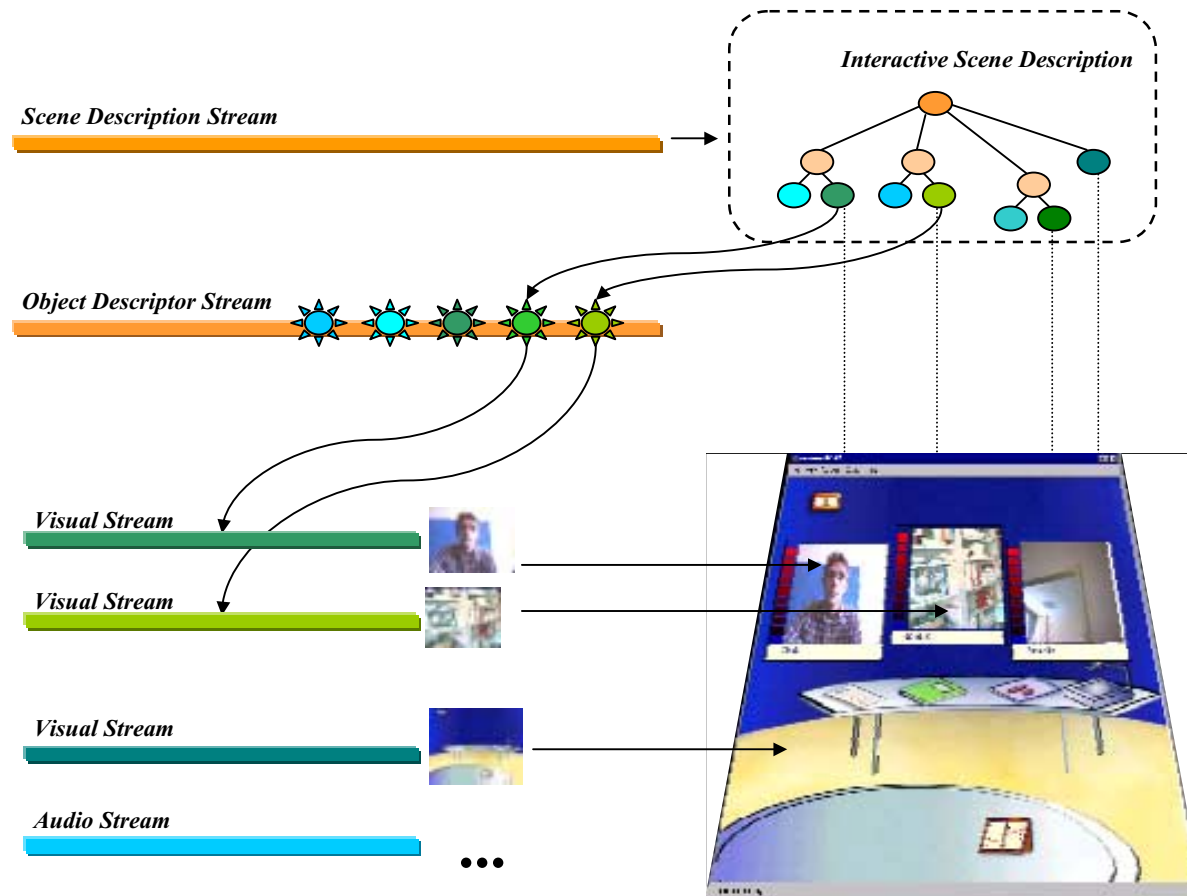 Interactive Scene Description
Scene Description Stream
Object Descriptor Stream
Visual Stream
Visual Stream
Visual Stream
Audio Stream